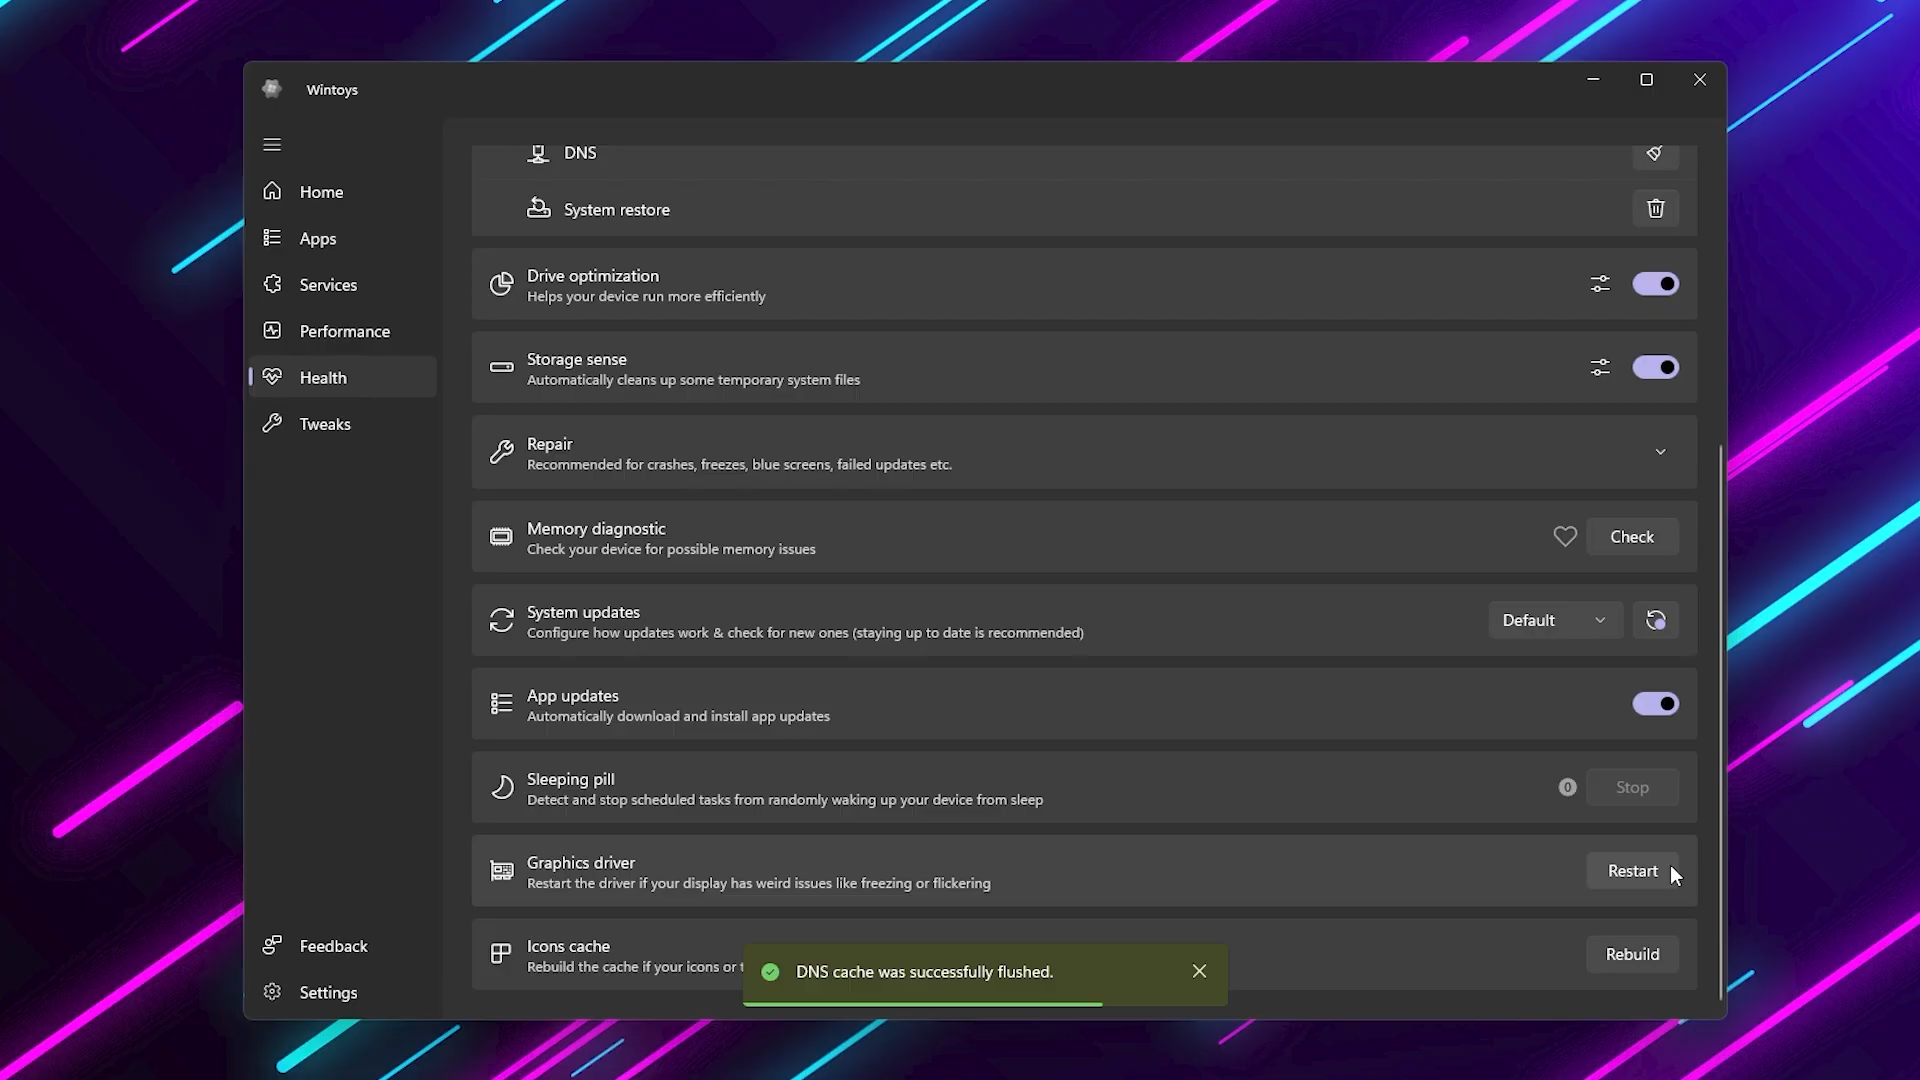 Wintoys
Home
Apps
Services
Performance
Health
Tweaks
Feedback
Settings
DNS
System restore
Drive optimization
Helps your device run more efficiently
Storage sense
Automatically cleans up some temporary system files
Repair
Recommended for crashes, freezes, blue screens, failed updates etc.
Memory diagnostic
Check your device for possible memory issues
Check
System updates
Configure how updates work & check for new ones (staying up to date is recommended)
Default
App updates
Automatically download and install app updates
Sleeping pill
Detect and stop scheduled tasks from randomly waking up your device from sleep
0
Stop
Graphics driver
Restart the driver if your display has weird issues like freezing or flickering
Restart
Icons cache
Rebuild the cache if your icons or
Rebuild
DNS cache was successfully flushed.